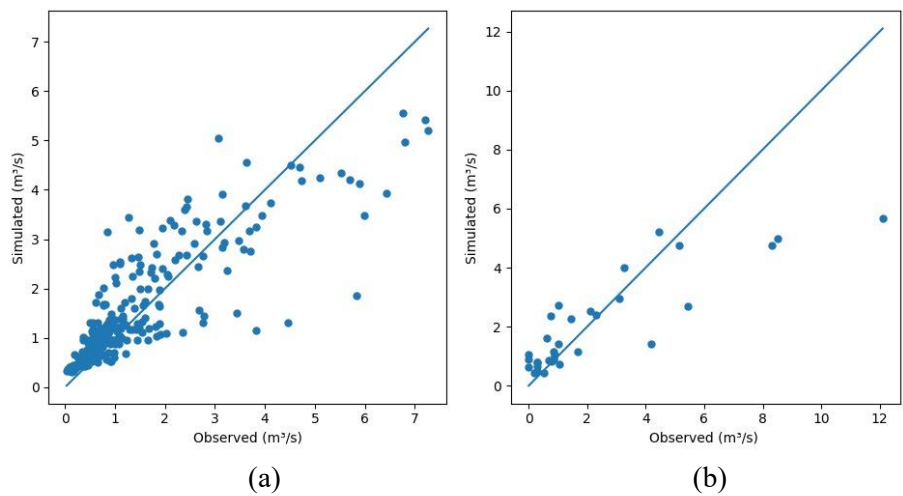 7
6
5
4
3
2
1
0
Simulated (m³/s)
0 1 2 3 4 5 6 7
Observed (m³/s)
(a)
12
10
8
6
4
2
0
Simulated (m³/s)
0 2 4 6 8 10 12
Observed (m³/s)
(b)